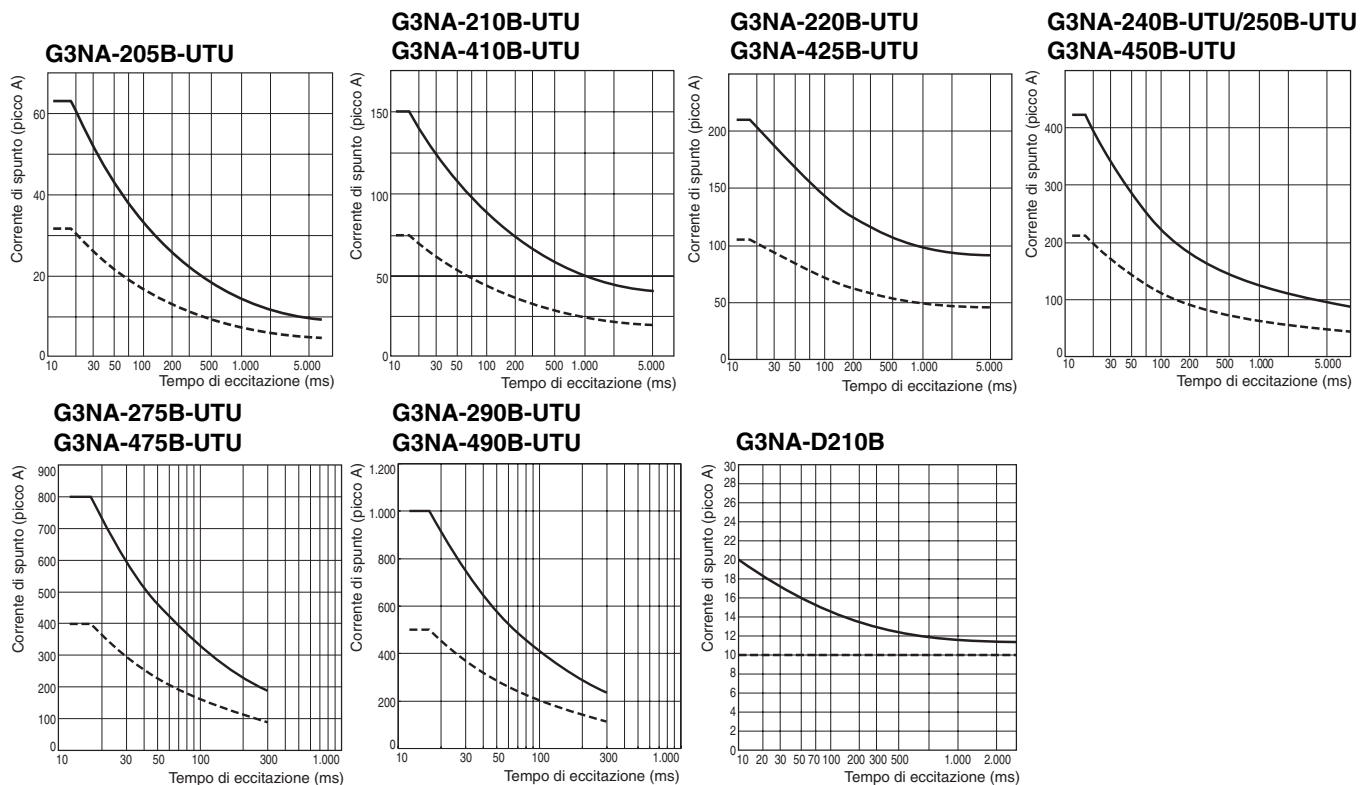 G3NA-205B-UTU
Corrente di spunto (picco A)
60
40
20
0
10 30 50 100 200 500 1.000 5.000
Tempo di eccitazione (ms)
G3NA-210B-UTU
G3NA-410B-UTU
Corrente di spunto (picco A)
150
100
50
0
10 30 50 100 200 500 1.000 5.000
Tempo di eccitazione (ms)
G3NA-220B-UTU
G3NA-425B-UTU
Corrente di spunto (picco A)
200
150
100
50
0
10 30 50 100 200 500 1.000 5.000
Tempo di eccitazione (ms)
G3NA-240B-UTU/250B-UTU
G3NA-450B-UTU
Corrente di spunto (picco A)
400
300
200
100
0
10 30 50 100 200 500 1.000 5.000
Tempo di eccitazione (ms)
G3NA-275B-UTU
G3NA-475B-UTU
Corrente di spunto (picco A)
900
800
700
600
500
400
300
200
100
0
10 30 50 100 300 1.000
Tempo di eccitazione (ms)
G3NA-290B-UTU
G3NA-490B-UTU
Corrente di spunto (picco A)
1.200
1.000
800
600
400
200
0
10 30 50 100 300 1.000
Tempo di eccitazione (ms)
G3NA-D210B
Corrente di spunto (picco A)
30
28
26
24
22
20
18
16
14
12
10
8
6
4
2
0
10 20 30 50 70 100 200 300 500 1.000 2.000
Tempo di eccitazione (ms)